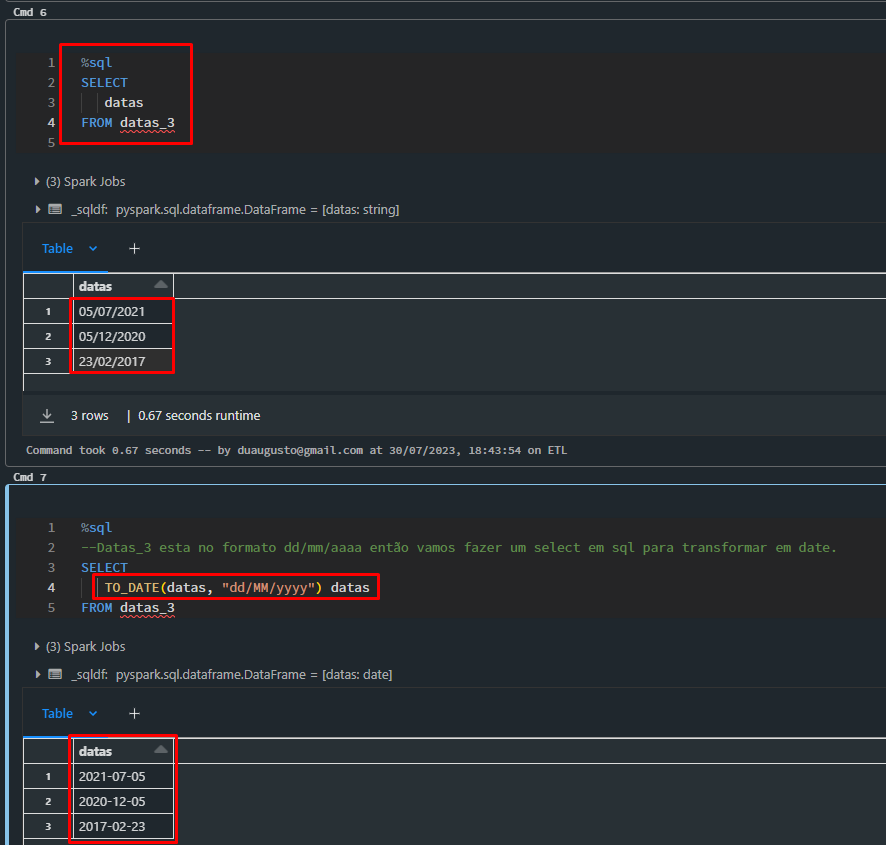 Cmd 6
1 %sql
2 SELECT
3 datas
4 FROM datas_3
5
(3) Spark Jobs
_sqldf: pyspark.sql.dataframe.DataFrame = [datas: string]
Table +
datas
1 05/07/2021
2 05/12/2020
3 23/02/2017
3 rows | 0.67 seconds runtime
Command took 0.67 seconds -- by duaugusto@gmail.com at 30/07/2023, 18:43:54 on ETL
Cmd 7
1 %sql
2 --Datas_3 esta no formato dd/mm/aaaa então vamos fazer um select em sql para transformar em date.
3 SELECT
4 TO_DATE(datas, "dd/MM/yyyy") datas
5 FROM datas_3
(3) Spark Jobs
_sqldf: pyspark.sql.dataframe.DataFrame = [datas: date]
Table +
datas
1 2021-07-05
2 2020-12-05
3 2017-02-23